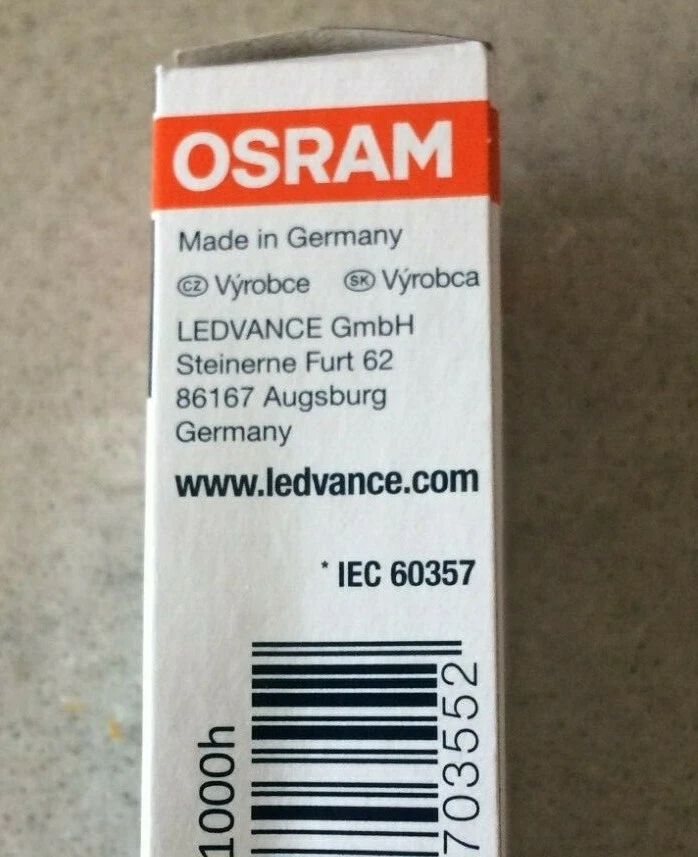 OSRAM
Made in Germany
CZ Výrobce SK Výrobca
LEDVANCE GmbH
Steinerne Furt 62
86167 Augsburg
Germany
www.ledvance.com
* IEC 60357
1000h
703552